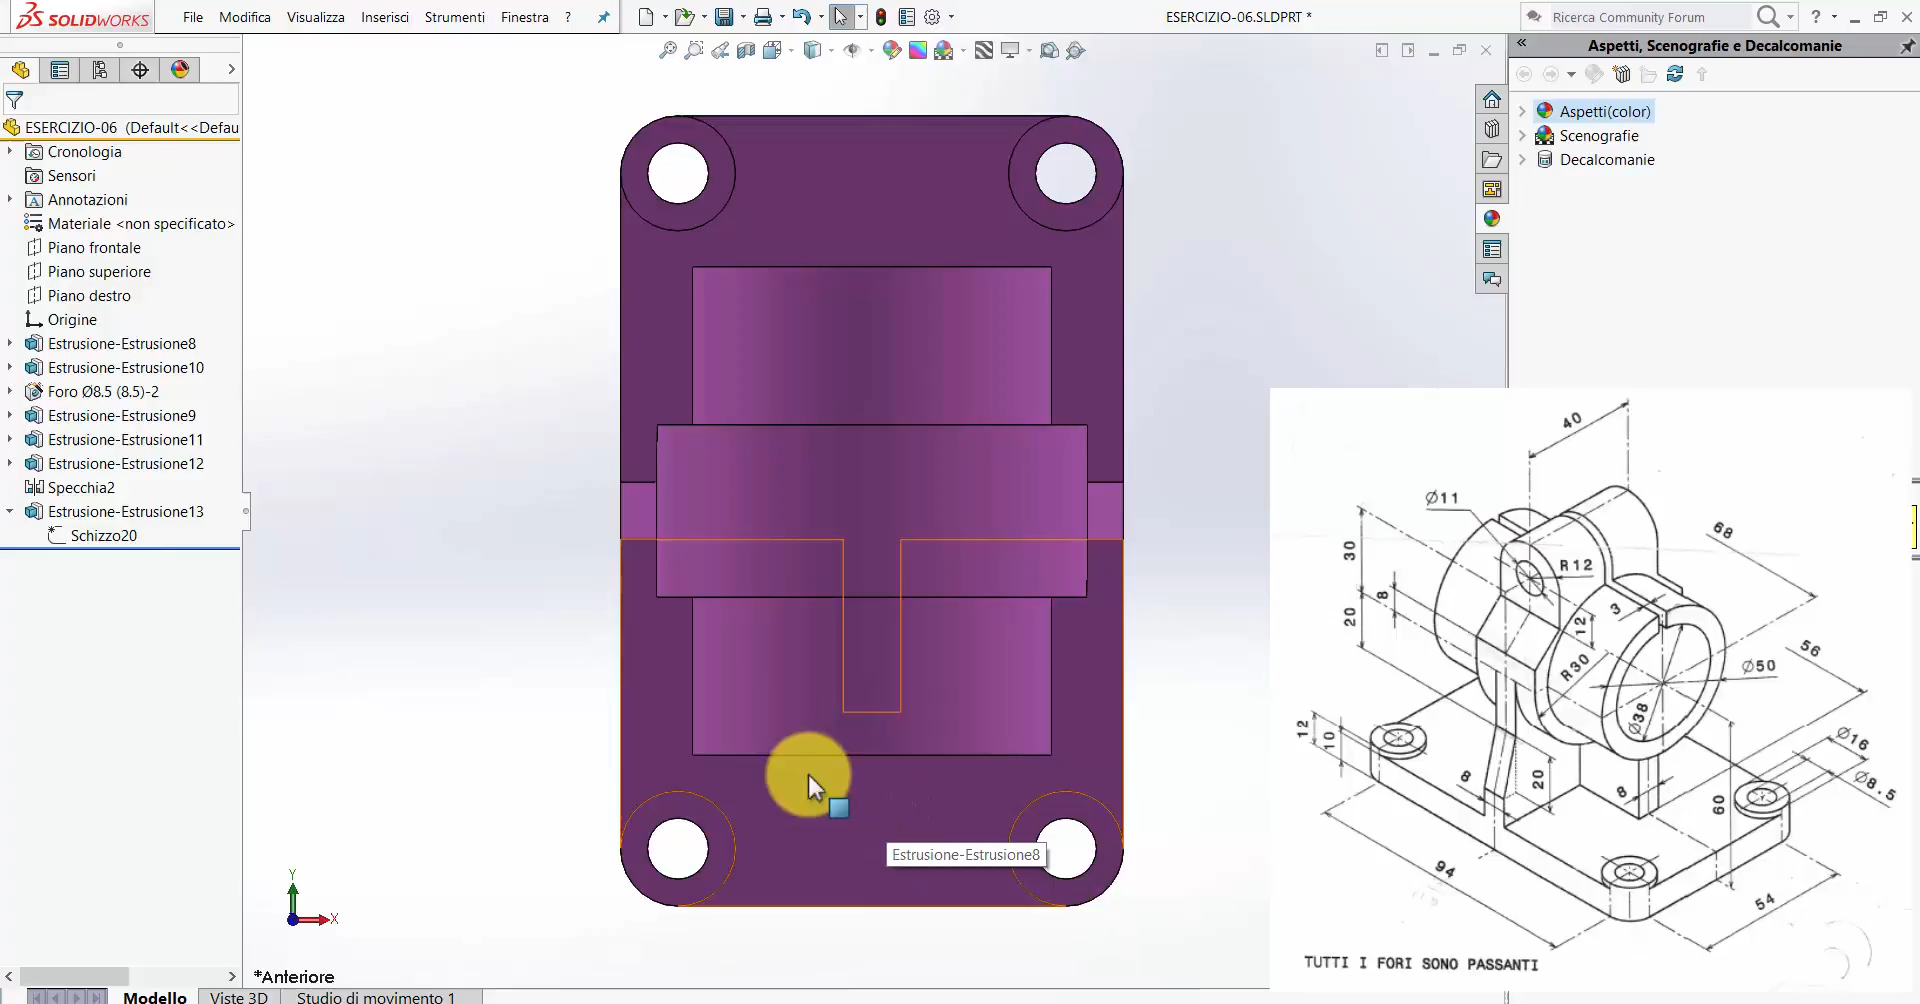 SOLIDWORKS
File Modifica Visualizza Inserisci Strumenti Finestra ?
ESERCIZIO-06.SLDPRT *
Ricerca Community Forum
?
Aspetti, Scenografie e Decalcomanie
Aspetti(color)
Scenografie
Decalcomanie
ESERCIZIO-06 (Default<<Defau
Cronologia
Sensori
Annotazioni
Materiale <non specificato>
Piano frontale
Piano superiore
Piano destro
Origine
Estrusione-Estrusione8
Estrusione-Estrusione10
Foro Ø8.5 (8.5)-2
Estrusione-Estrusione9
Estrusione-Estrusione11
Estrusione-Estrusione12
Specchia2
Estrusione-Estrusione13
Schizzo20
Estrusione-Estrusione8
Y
X
*Anteriore
Modello Viste 3D Studio di movimento 1
40
Ø11
68
30
R12
8
3
20
12
56
R30
Ø50
Ø38
12
10
Ø16
8
20
8
Ø8.5
60
94
54
TUTTI I FORI SONO PASSANTI